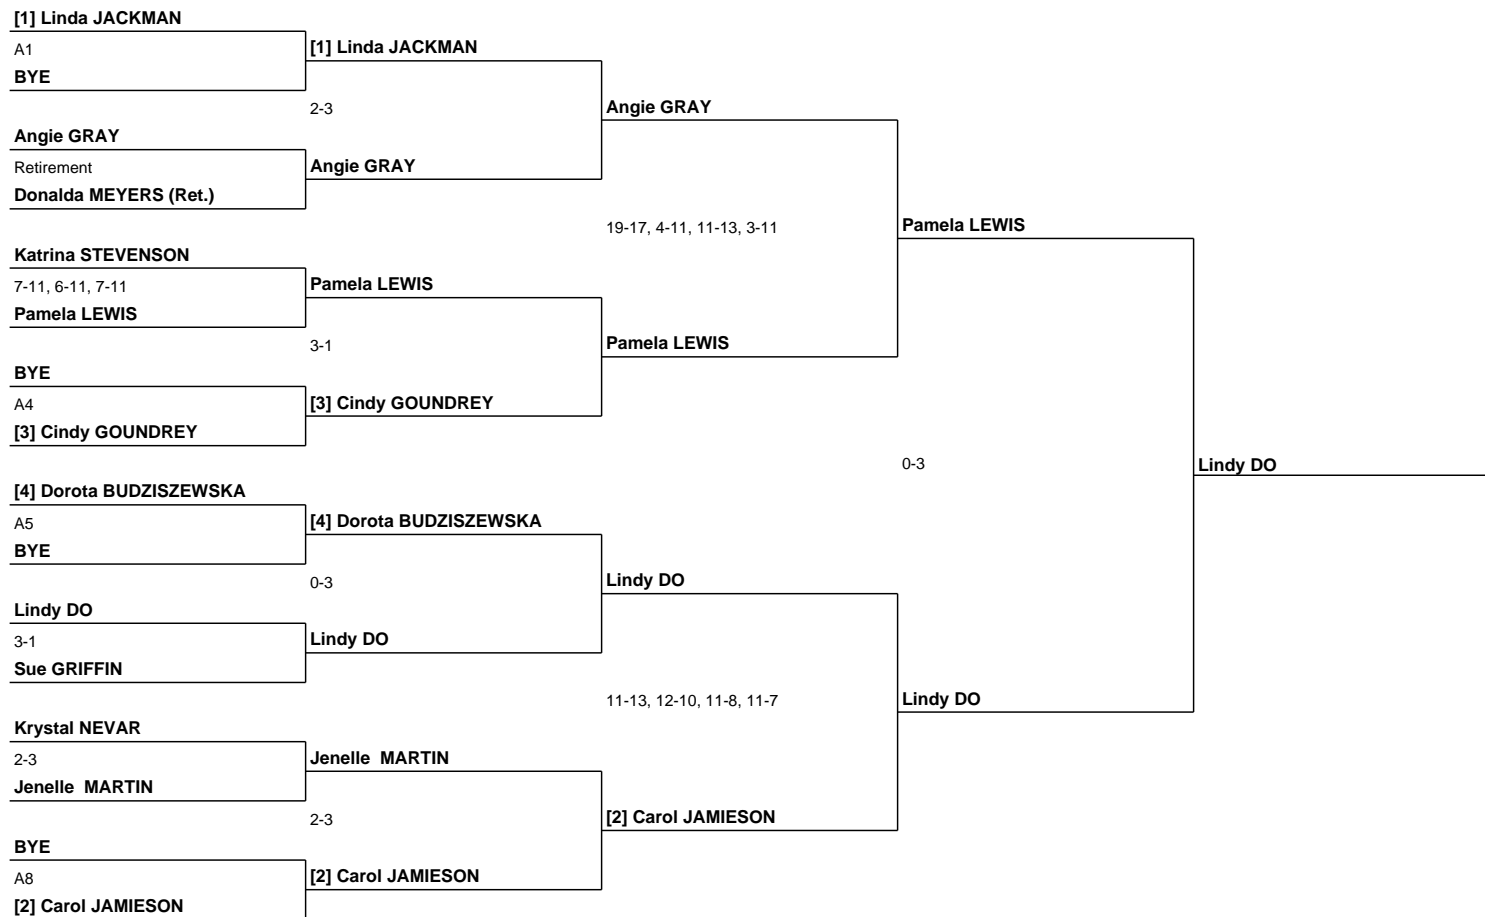 [1] Linda JACKMAN
A1
BYE
[1] Linda JACKMAN
2-3
Angie GRAY
Retirement
Donalda MEYERS (Ret.)
Angie GRAY
Angie GRAY
19-17, 4-11, 11-13, 3-11
Katrina STEVENSON
7-11, 6-11, 7-11
Pamela LEWIS
Pamela LEWIS
3-1
BYE
A4
[3] Cindy GOUNDREY
[3] Cindy GOUNDREY
Pamela LEWIS
Pamela LEWIS
0-3
[4] Dorota BUDZISZEWSKA
A5
BYE
[4] Dorota BUDZISZEWSKA
0-3
Lindy DO
3-1
Sue GRIFFIN
Lindy DO
Lindy DO
11-13, 12-10, 11-8, 11-7
Krystal NEVAR
2-3
Jenelle  MARTIN
Jenelle  MARTIN
2-3
BYE
A8
[2] Carol JAMIESON
[2] Carol JAMIESON
[2] Carol JAMIESON
Lindy DO
Lindy DO